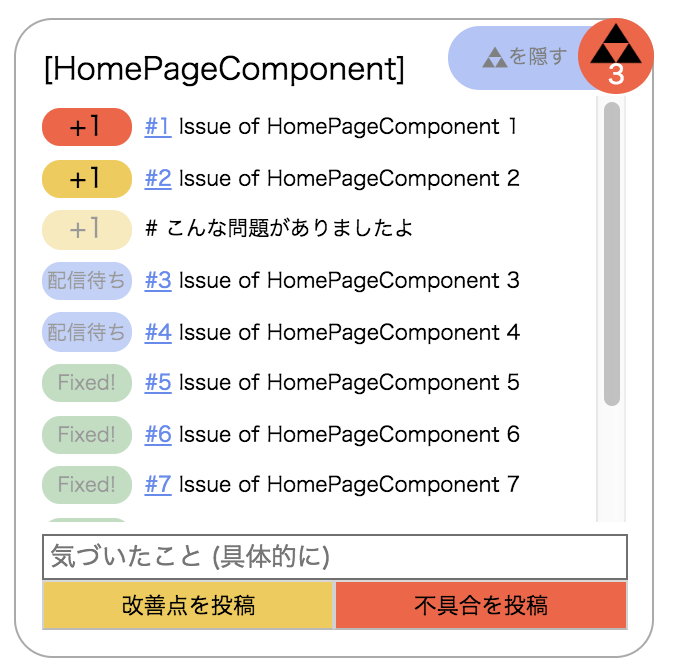 [HomePageComponent]
を隠す
3
+1 #1 Issue of HomePageComponent 1
+1 #2 Issue of HomePageComponent 2
+1 # こんな問題がありましたよ
配信待ち #3 Issue of HomePageComponent 3
配信待ち #4 Issue of HomePageComponent 4
Fixed! #5 Issue of HomePageComponent 5
Fixed! #6 Issue of HomePageComponent 6
Fixed! #7 Issue of HomePageComponent 7
気づいたこと (具体的に)
改善点を投稿 不具合を投稿